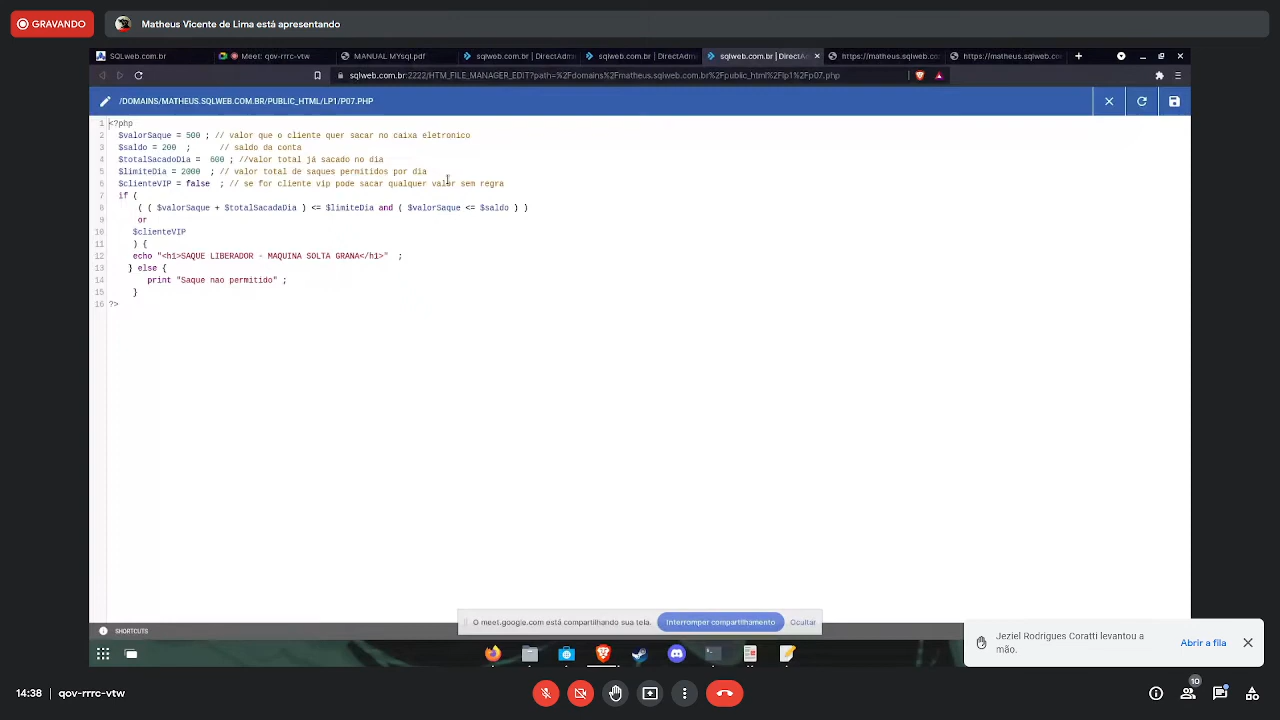 GRAVANDO
Matheus Vicente de Lima está apresentando
SQLweb.com.br
Meet: qov-rrrc-vtw
MANUAL MYsql.pdf
sqlweb.com.br | DirectAdm
sqlweb.com.br | DirectAdm
sqlweb.com.br | DirectA
https://matheus.sqlweb.co
https://matheus.sqlweb.com
sqlweb.com.br:2222/HTM_FILE_MANAGER_EDIT?path=%2Fdomains%2Fmatheus.sqlweb.com.br%2Fpublic_html%2Flp1%2Fp07.php
/DOMAINS/MATHEUS.SQLWEB.COM.BR/PUBLIC_HTML/LP1/P07.PHP
1 <?php
2 $valorSaque = 500 ; // valor que o cliente quer sacar no caixa eletronico
3 $saldo = 200 ; // saldo da conta
4 $totalSacadoDia = 600 ; //valor total já sacado no dia
5 $limiteDia = 2000 ; // valor total de saques permitidos por dia
6 $clienteVIP = false ; // se for cliente vip pode sacar qualquer valor sem regra
7 if (
8 ( ( $valorSaque + $totalSacadaDia ) <= $limiteDia and ( $valorSaque <= $saldo ) )
9 or
10 $clienteVIP
11 ) {
12 echo "<h1>SAQUE LIBERADOR - MAQUINA SOLTA GRANA</h1>" ;
13 } else {
14 print "Saque nao permitido" ;
15 }
16 ?>
O meet.google.com está compartilhando sua tela.
Interromper compartilhamento
Ocultar
SHORTCUTS
Jeziel Rodrigues Coratti levantou a
mão.
Abrir a fila
14:38
qov-rrrc-vtw
10